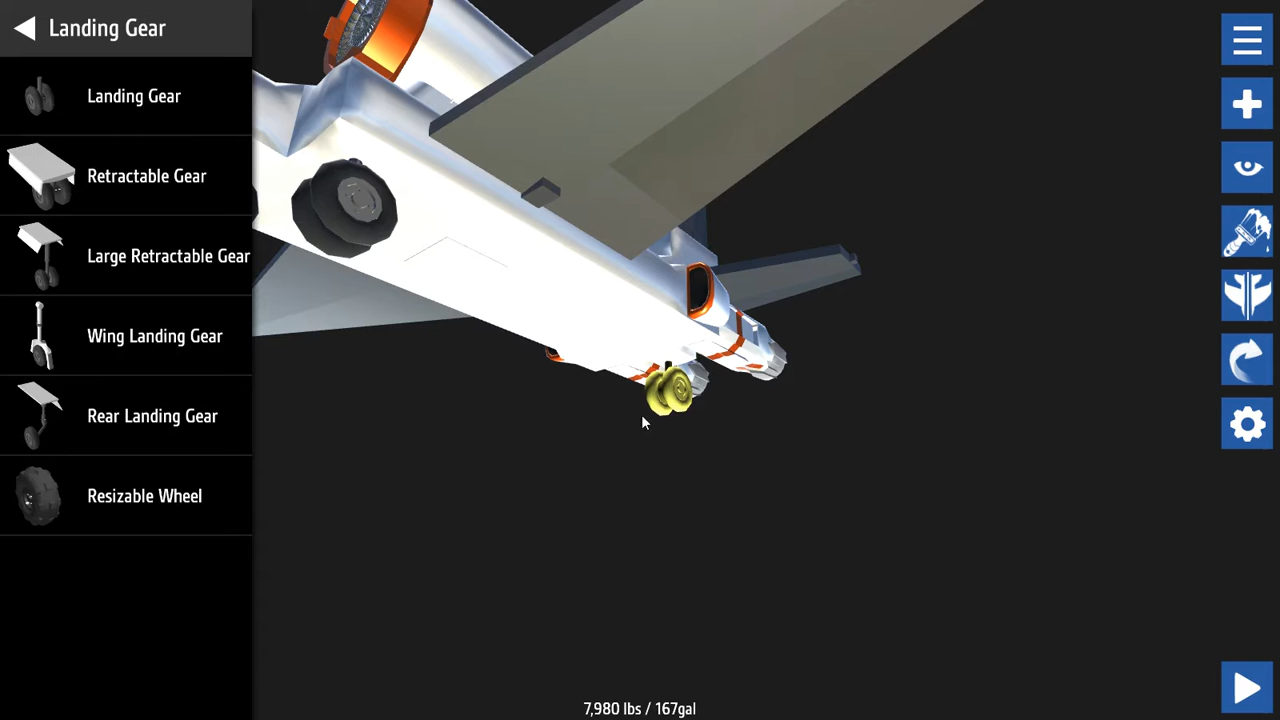 Landing Gear
Landing Gear
Retractable Gear
Large Retractable Gear
Wing Landing Gear
Rear Landing Gear
Resizable Wheel
7,980 lbs / 167gal